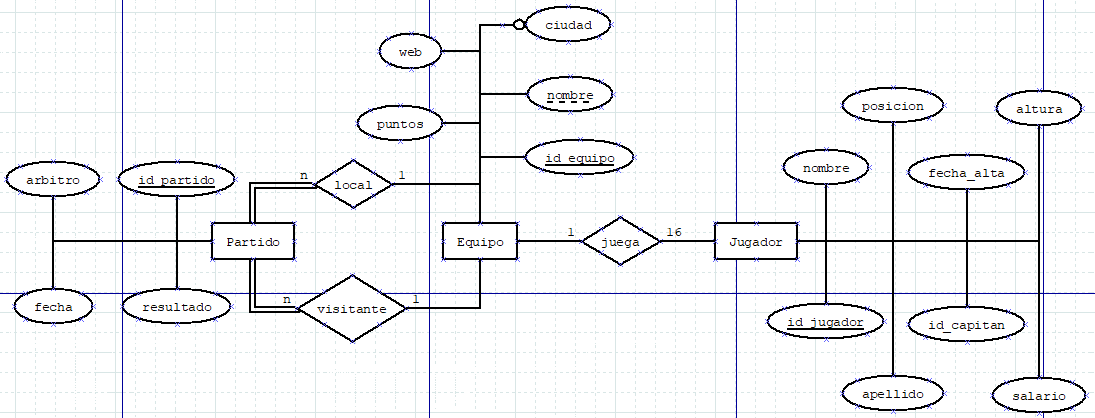 ciudad
web
nombre
puntos
id_equipo
posicion
altura
arbitro
id_partido
n
local
1
nombre
fecha_alta
Partido
Equipo
1
juega
16
Jugador
fecha
resultado
n
visitante
1
id_jugador
id_capitan
apellido
salario